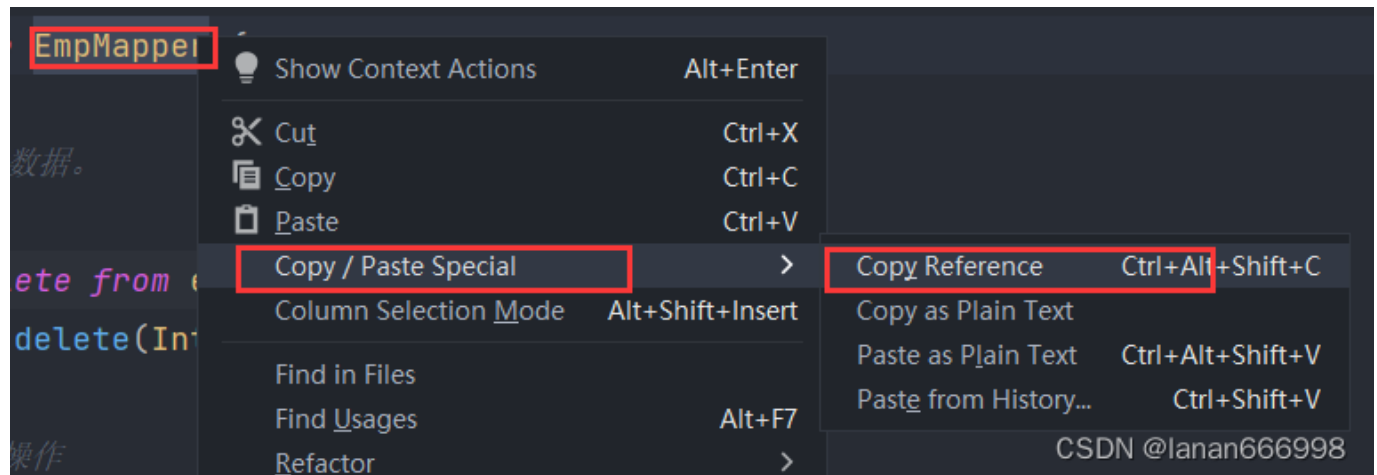 EmpMapper {
Show Context Actions Alt+Enter
Cut Ctrl+X
数据。
Copy Ctrl+C
Paste Ctrl+V
Copy / Paste Special >
Copy Reference Ctrl+Alt+Shift+C
ete from e
Column Selection Mode Alt+Shift+Insert
Copy as Plain Text
delete(Int
Paste as Plain Text Ctrl+Alt+Shift+V
Find in Files
Paste from History... Ctrl+Shift+V
Find Usages Alt+F7
操作
Refactor >
CSDN @lanan666998